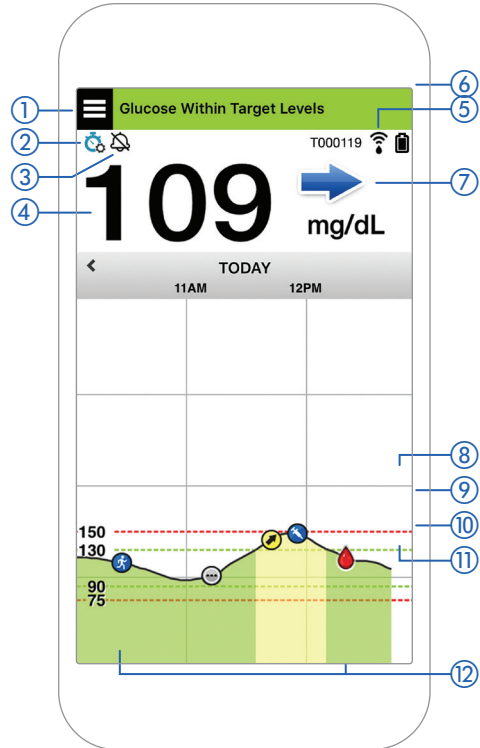 ⑥
① Glucose Within Target Levels ⑤
② T000119
③
④ 109 ⑦
mg/dL
TODAY
11AM 12PM
⑧
⑨
150 ⑩
130 ⑪
90
75
⑫